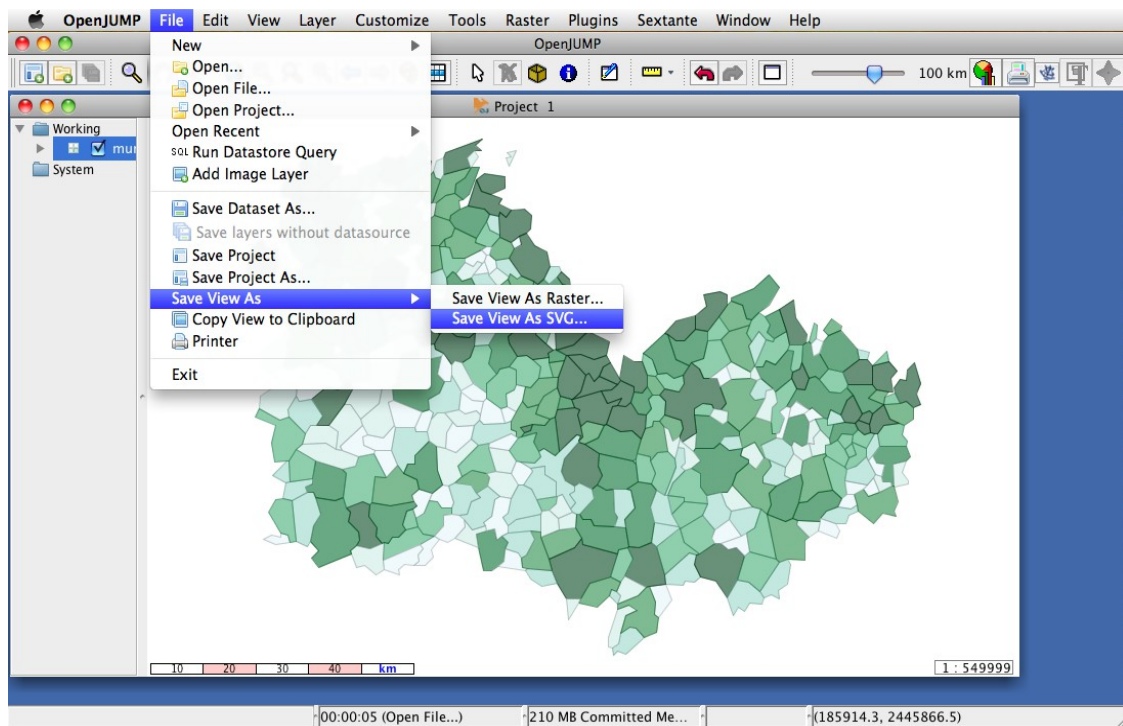 OpenJUMP File Edit View Layer Customize Tools Raster Plugins Sextante Window Help
OpenJUMP
100 km
Project 1
Working
mur
System
New
Open...
Open File...
Open Project...
Open Recent
SQL Run Datastore Query
Add Image Layer
Save Dataset As...
Save layers without datasource
Save Project
Save Project As...
Save View As
Copy View to Clipboard
Printer
Exit
Save View As Raster...
Save View As SVG...
10 20 30 40 km
1 : 549999
00:00:05 (Open File...) 210 MB Committed Me... (185914.3, 2445866.5)